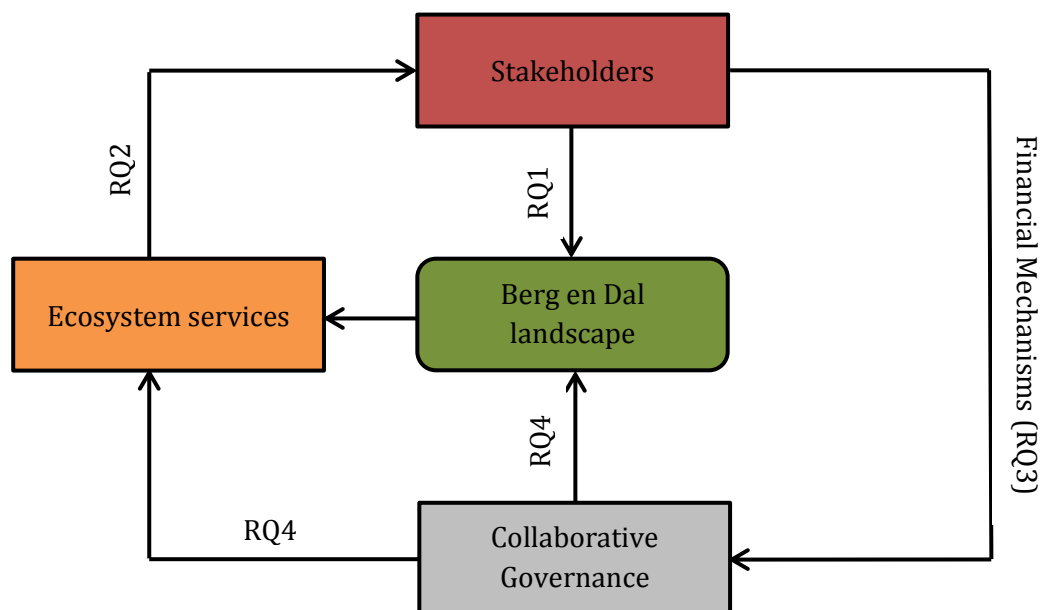 Stakeholders
RQ2
RQ1
Financial Mechanisms (RQ3)
Ecosystem services
Berg en Dal
landscape
RQ4
RQ4
Collaborative
Governance